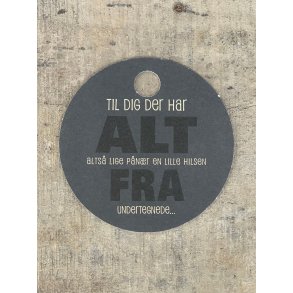 TIL DIG DER HAR
ALT
ALTSÅ LIGE PÅNÆR EN LILLE HILSEN
FRA
UNDERTEGNEDE...